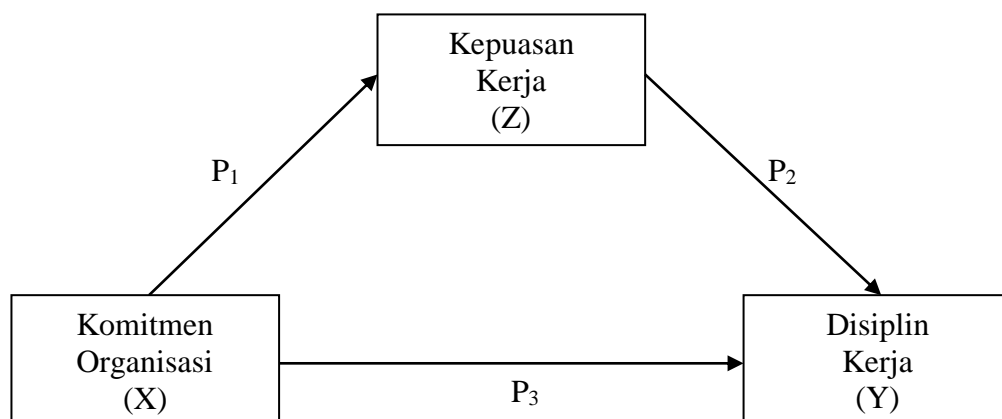 Kepuasan
Kerja
(Z)
P₁
P₂
Komitmen
Organisasi
(X)
P₃
Disiplin
Kerja
(Y)